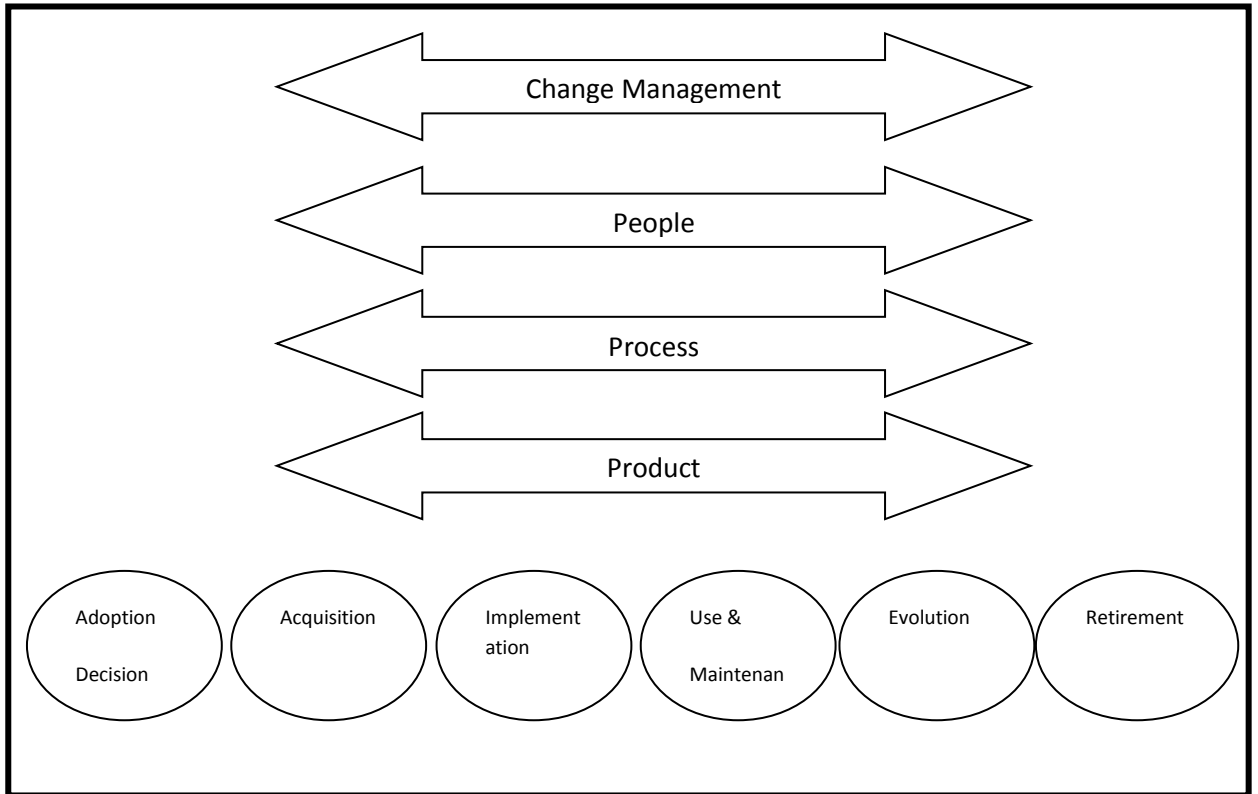 Change Management
People
Process
Product
Adoption
Decision
Acquisition
Implement
ation
Use &
Maintenan
Evolution
Retirement